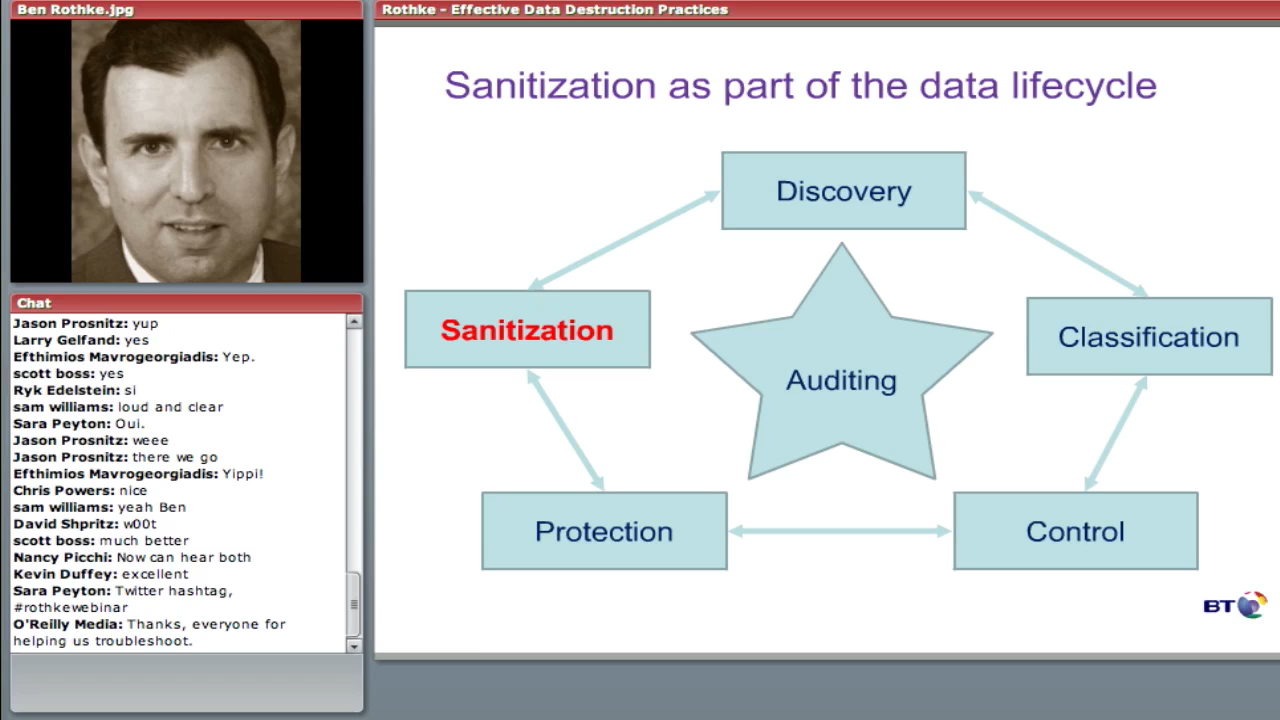 Ben Rothke.jpg
Rothke - Effective Data Destruction Practices
Sanitization as part of the data lifecycle
Discovery
Sanitization
Classification
Auditing
Protection
Control
BT
Chat
Jason Prosnitz: yup
Larry Gelfand: yes
Efthimios Mavrogeorgiadis: Yep.
scott boss: yes
Ryk Edelstein: si
sam williams: loud and clear
Sara Peyton: Oui.
Jason Prosnitz: weee
Jason Prosnitz: there we go
Efthimios Mavrogeorgiadis: Yippi!
Chris Powers: nice
sam williams: yeah Ben
David Shpritz: w00t
scott boss: much better
Nancy Picchi: Now can hear both
Kevin Duffey: excellent
Sara Peyton: Twitter hashtag,
#rothkewebinar
O'Reilly Media: Thanks, everyone for
helping us troubleshoot.